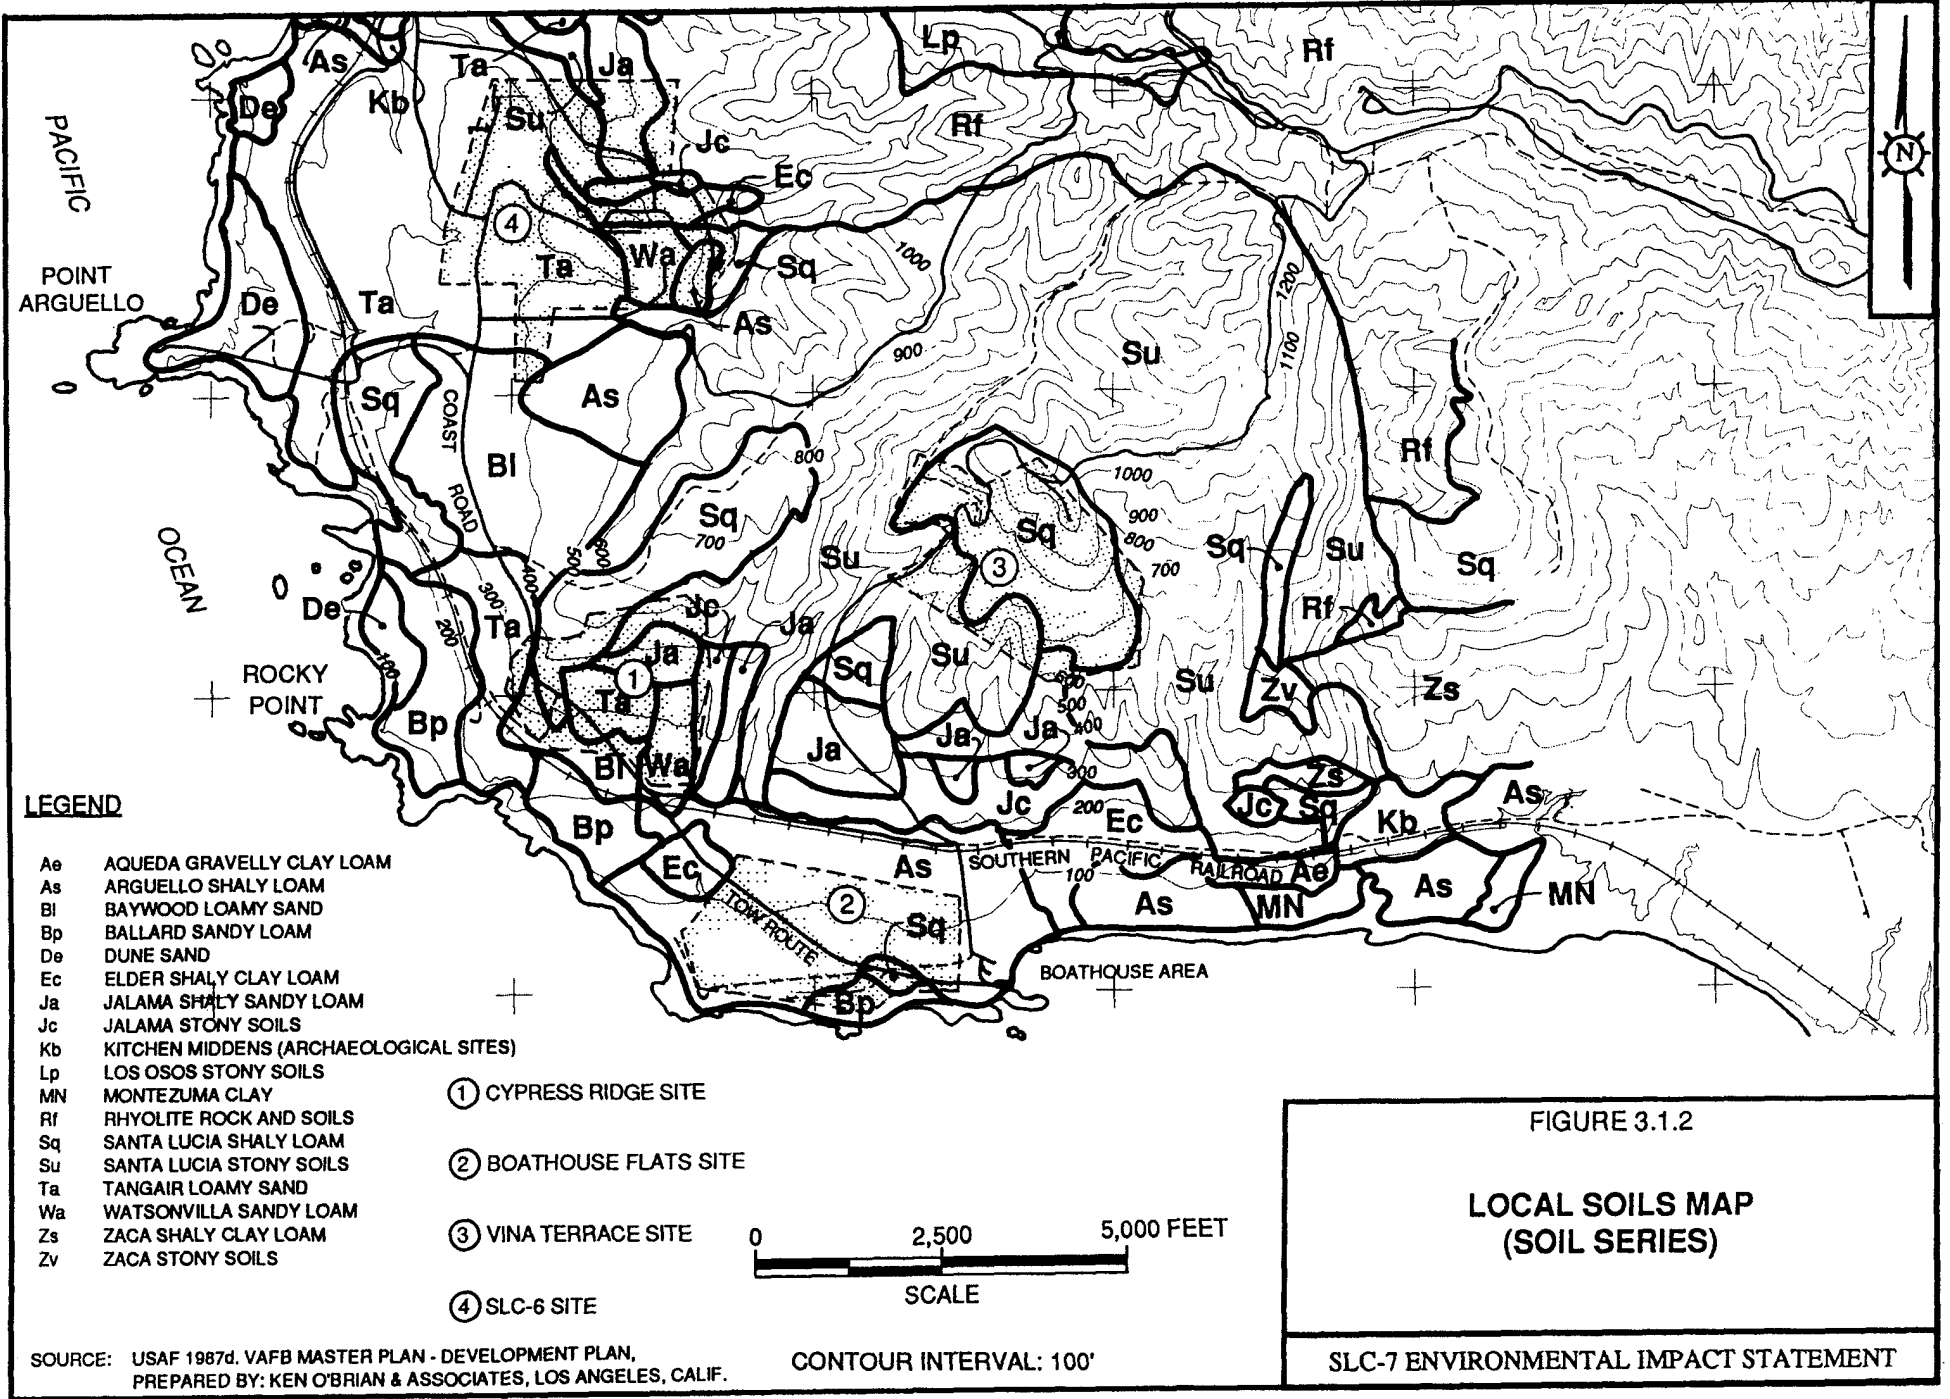 As
Ta
Ja
Lp
Rf
De
Kb
Su
Rf
Jc
Ec
PACIFIC
N
4
Wa
Sq
1000
POINT
ARGUELLO
De
Ta
Ta
As
1200
1100
900
Su
Sq
COAST
ROAD
As
Bl
800
Rf
1000
Sq
700
Sq
900
800
700
OCEAN
500
600
400
300
200
Su
3
Sq
Su
Sq
De
Ta
Jc
Ja
Rf
100
ROCKY
POINT
Ja
1
Ta
Sq
Su
Su
Zv
Zs
600
500
400
Bp
Ja
Ja
Ja
Bl
Wa
300
Zs
LEGEND
Jc
200
Ec
Jc
Sq
Kb
As
Bp
Ec
As
SOUTHERN PACIFIC RAILROAD
100
Ae
As
MN
As
MN
2
TOW ROUTE
Sq
Bp
BOATHOUSE AREA
Ae AQUEDA GRAVELLY CLAY LOAM
As ARGUELLO SHALY LOAM
Bl BAYWOOD LOAMY SAND
Bp BALLARD SANDY LOAM
De DUNE SAND
Ec ELDER SHALY CLAY LOAM
Ja JALAMA SHALY SANDY LOAM
Jc JALAMA STONY SOILS
Kb KITCHEN MIDDENS (ARCHAEOLOGICAL SITES)
Lp LOS OSOS STONY SOILS
MN MONTEZUMA CLAY
Rf RHYOLITE ROCK AND SOILS
Sq SANTA LUCIA SHALY LOAM
Su SANTA LUCIA STONY SOILS
Ta TANGAIR LOAMY SAND
Wa WATSONVILLA SANDY LOAM
Zs ZACA SHALY CLAY LOAM
Zv ZACA STONY SOILS
1 CYPRESS RIDGE SITE
2 BOATHOUSE FLATS SITE
3 VINA TERRACE SITE
4 SLC-6 SITE
0 2,500 5,000 FEET
SCALE
CONTOUR INTERVAL: 100'
SOURCE: USAF 1987d. VAFB MASTER PLAN - DEVELOPMENT PLAN,
PREPARED BY: KEN O'BRIAN & ASSOCIATES, LOS ANGELES, CALIF.
FIGURE 3.1.2
LOCAL SOILS MAP
(SOIL SERIES)
SLC-7 ENVIRONMENTAL IMPACT STATEMENT